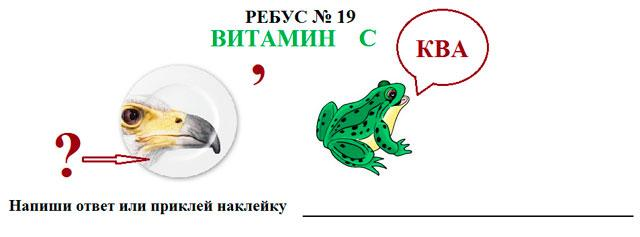 РЕБУС № 19
ВИТАМИН С
КВА
,
?
Напиши ответ или приклей наклейку